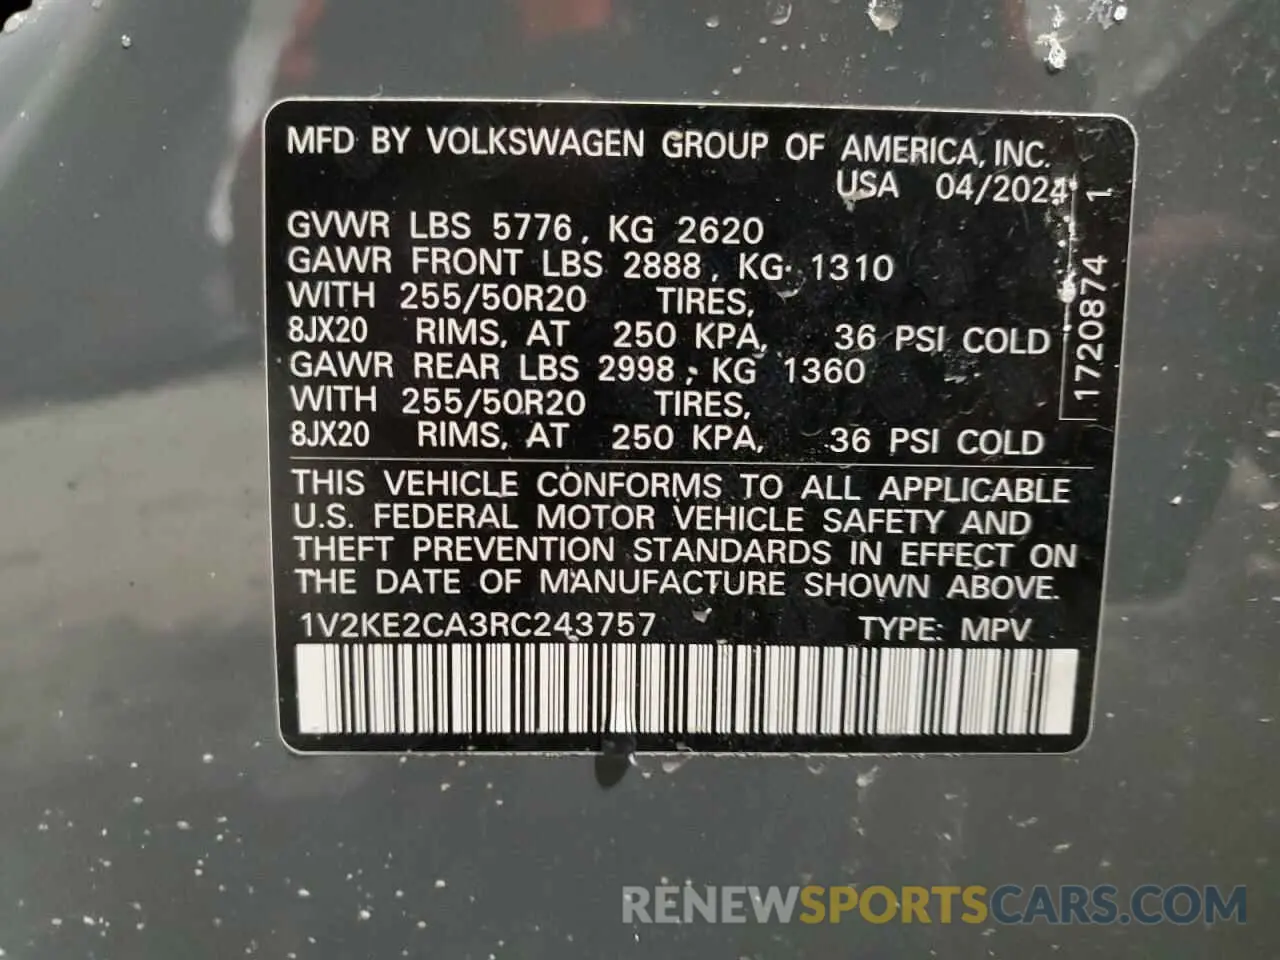 MFD BY VOLKSWAGEN GROUP OF AMERICA, INC.
USA 04/2024
GVWR LBS 5776, KG 2620
GAWR FRONT LBS 2888, KG 1310
WITH 255/50R20 TIRES,
8JX20 RIMS, AT 250 KPA, 36 PSI COLD
GAWR REAR LBS 2998, KG 1360
WITH 255/50R20 TIRES,
8JX20 RIMS, AT 250 KPA, 36 PSI COLD
THIS VEHICLE CONFORMS TO ALL APPLICABLE
U.S. FEDERAL MOTOR VEHICLE SAFETY AND
THEFT PREVENTION STANDARDS IN EFFECT ON
THE DATE OF MANUFACTURE SHOWN ABOVE.
1V2KE2CA3RC243757 TYPE: MPV
1720874 1
RENEWSPORTSCARS.COM